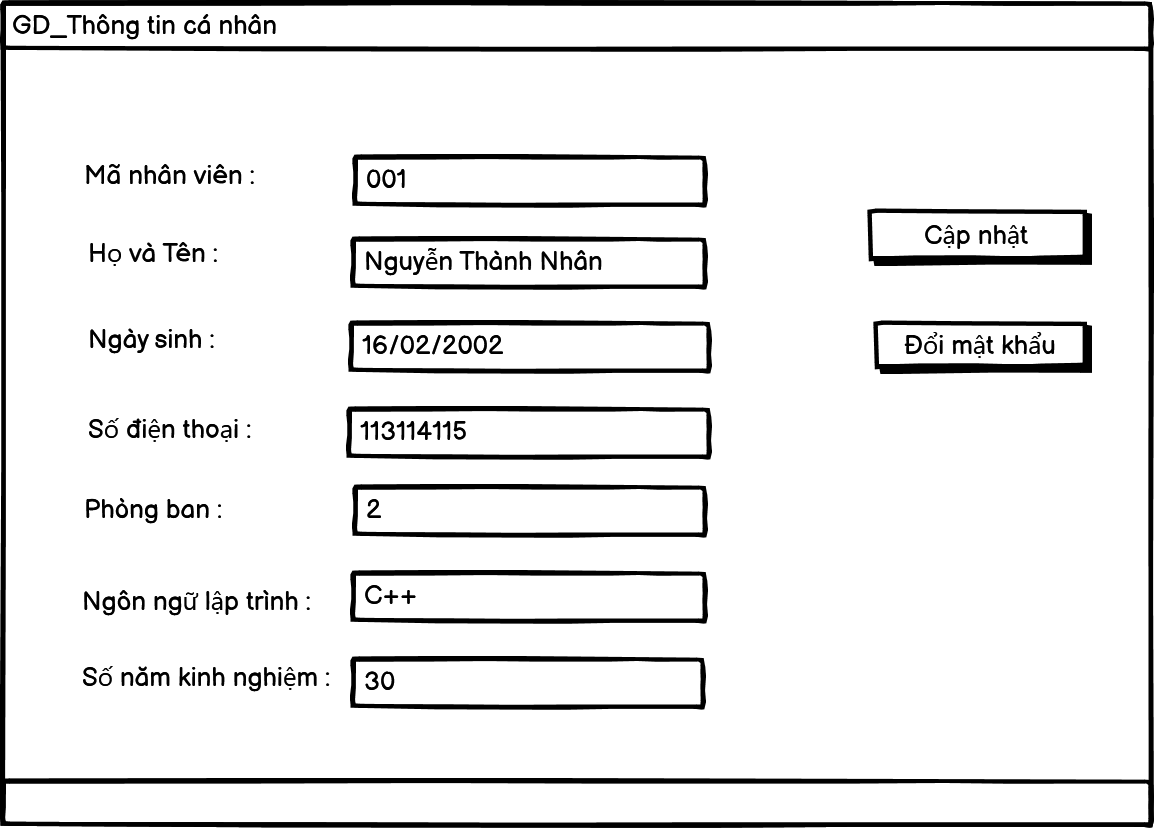 GD_Thông tin cá nhân
Mã nhân viên : 001
Họ và Tên : Nguyễn Thành Nhân
Ngày sinh : 16/02/2002
Số điện thoại : 113114115
Phòng ban : 2
Ngôn ngữ lập trình : C++
Số năm kinh nghiệm : 30
Cập nhật
Đổi mật khẩu